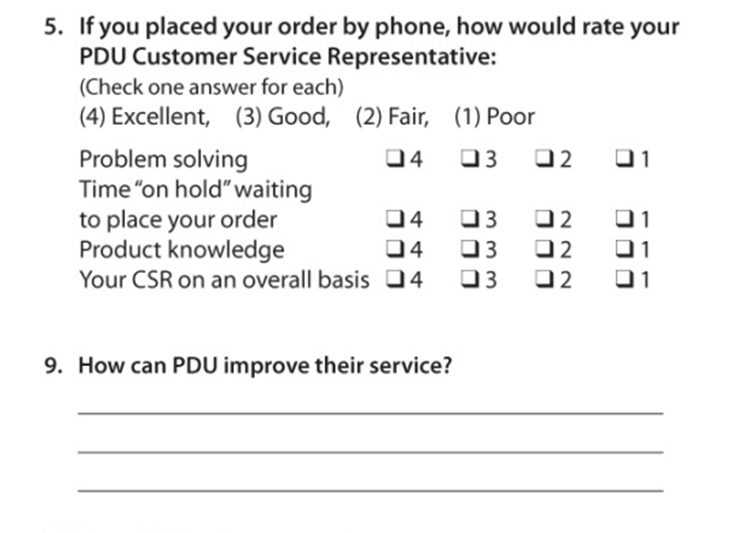 5. If you placed your order by phone, how would rate your
PDU Customer Service Representative:
(Check one answer for each)
(4) Excellent, (3) Good, (2) Fair, (1) Poor
Problem solving ❑ 4 ❑ 3 ❑ 2 ❑ 1
Time “on hold” waiting
to place your order ❑ 4 ❑ 3 ❑ 2 ❑ 1
Product knowledge ❑ 4 ❑ 3 ❑ 2 ❑ 1
Your CSR on an overall basis ❑ 4 ❑ 3 ❑ 2 ❑ 1
9. How can PDU improve their service?